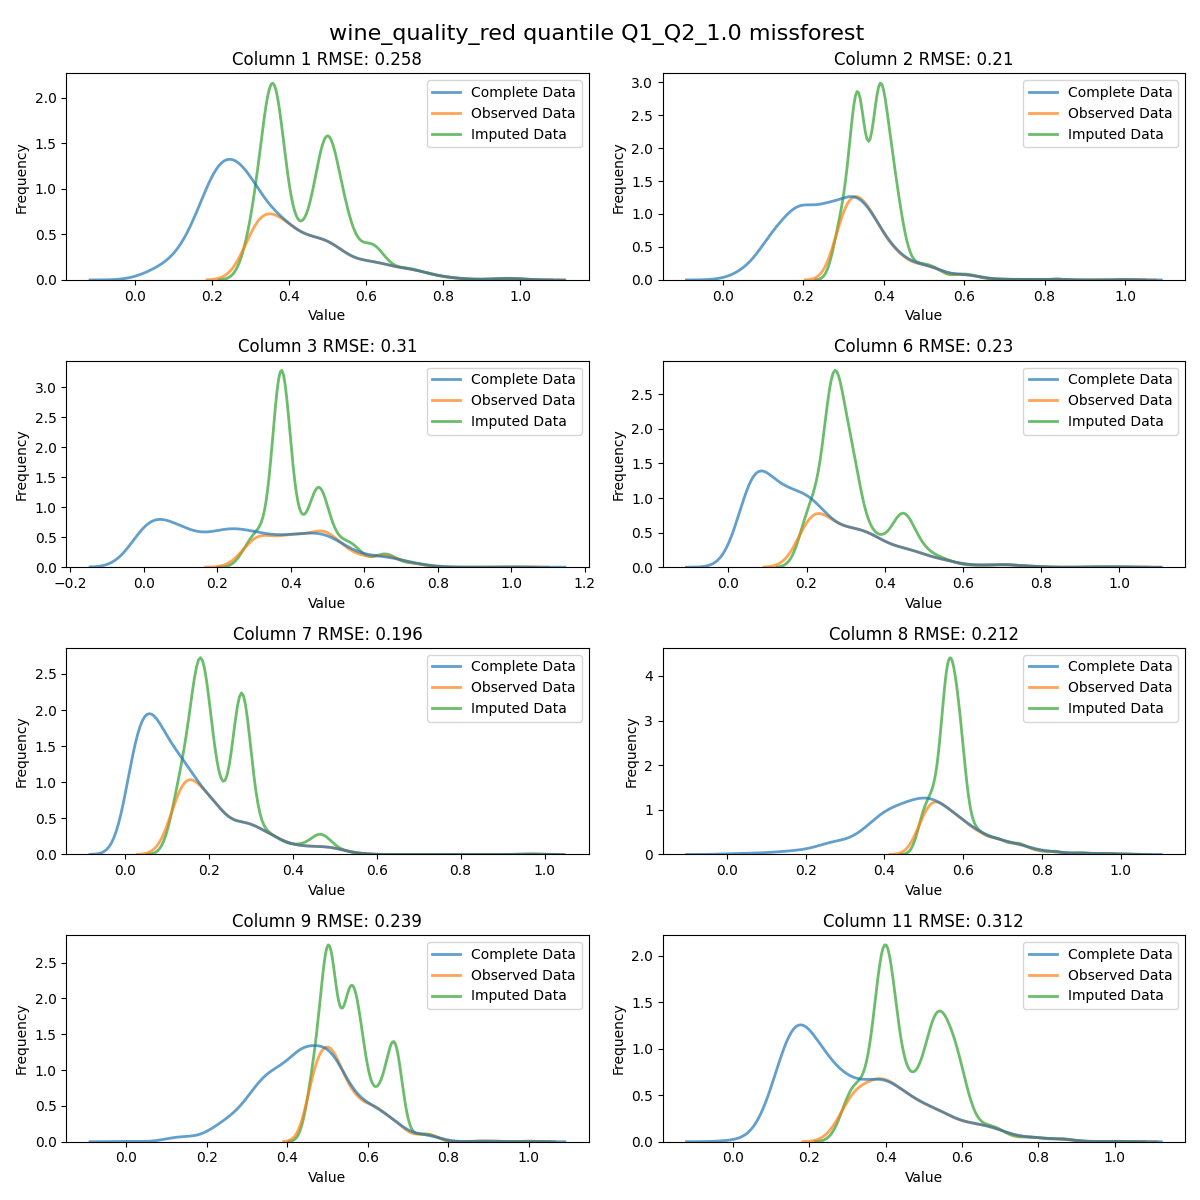 wine_quality_red quantile Q1_Q2_1.0 missforest
Column 1 RMSE: 0.258
Frequency
2.0
1.5
1.0
0.5
0.0
Complete Data
Observed Data
Imputed Data
0.0 0.2 0.4 0.6 0.8 1.0
Value
Column 2 RMSE: 0.21
Frequency
3.0
2.5
2.0
1.5
1.0
0.5
0.0
Complete Data
Observed Data
Imputed Data
0.0 0.2 0.4 0.6 0.8 1.0
Value
Column 3 RMSE: 0.31
Frequency
3.0
2.5
2.0
1.5
1.0
0.5
0.0
Complete Data
Observed Data
Imputed Data
−0.2 0.0 0.2 0.4 0.6 0.8 1.0 1.2
Value
Column 6 RMSE: 0.23
Frequency
2.5
2.0
1.5
1.0
0.5
0.0
Complete Data
Observed Data
Imputed Data
0.0 0.2 0.4 0.6 0.8 1.0
Value
Column 7 RMSE: 0.196
Frequency
2.5
2.0
1.5
1.0
0.5
0.0
Complete Data
Observed Data
Imputed Data
0.0 0.2 0.4 0.6 0.8 1.0
Value
Column 8 RMSE: 0.212
Frequency
4
3
2
1
0
Complete Data
Observed Data
Imputed Data
0.0 0.2 0.4 0.6 0.8 1.0
Value
Column 9 RMSE: 0.239
Frequency
2.5
2.0
1.5
1.0
0.5
0.0
Complete Data
Observed Data
Imputed Data
0.0 0.2 0.4 0.6 0.8 1.0
Value
Column 11 RMSE: 0.312
Frequency
2.0
1.5
1.0
0.5
0.0
Complete Data
Observed Data
Imputed Data
0.0 0.2 0.4 0.6 0.8 1.0
Value